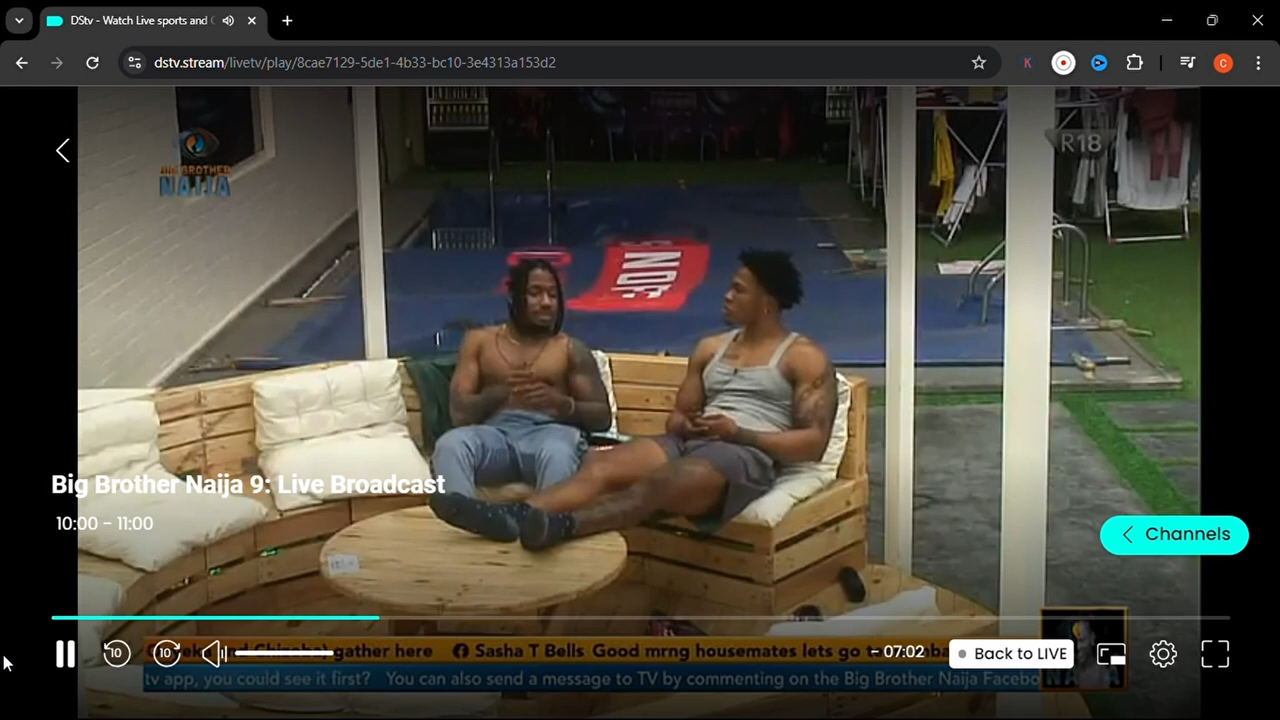 DStv - Watch Live sports and
dstv.stream/livetv/play/8cae7129-5de1-4b33-bc10-3e4313a153d2
K
C
BIG BROTHER
NAIJA
R18
Big Brother Naija 9: Live Broadcast
10:00 - 11:00
Channels
10
10
gather here Sasha T Bells Good mrng housemates lets go
- 07:02
Back to LIVE
tv app, you could see it first? You can also send a message to TV by commenting on the Big Brother Naija Facebo